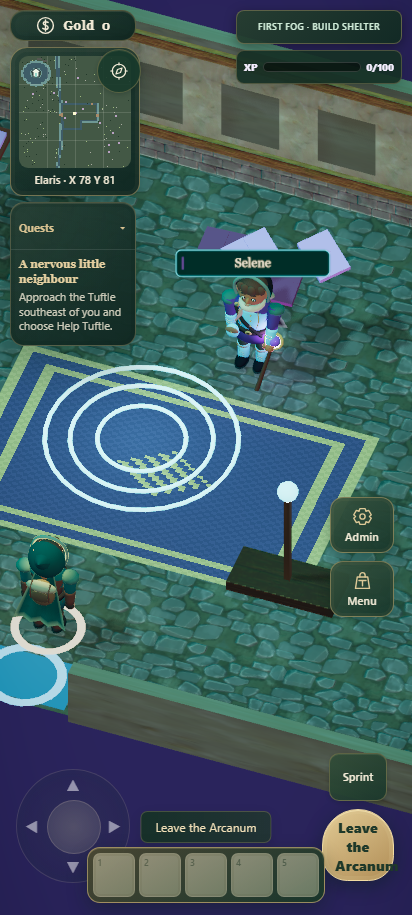 Gold 0
FIRST FOG · BUILD SHELTER
XP 0/100
Elaris · X 78 Y 81
Quests
A nervous little
neighbour
Approach the Tuftle
southeast of you and
choose Help Tuftle.
Selene
Admin
Menu
Sprint
Leave the Arcanum
Leave
the
Arcanum
1 2 3 4 5